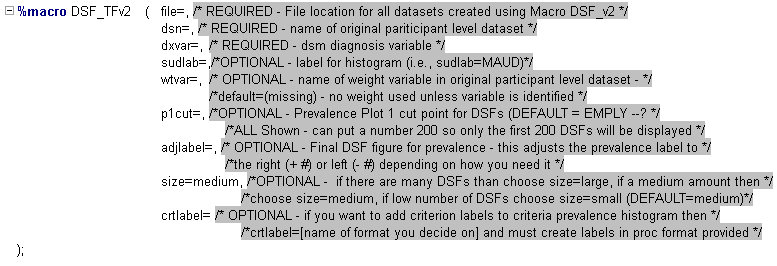 %macro DSF_TFv2 ( file=, /* REQUIRED - File location for all datasets created using Macro DSF_v2 */
dsn=, /* REQUIRED - name of original pariticipant level dataset */
dxvar=, /* REQUIRED - dsm diagnosis variable */
sudlab=,/*OPTIONAL - label for histogram (i.e., sudlab=MAUD)*/
wtvar=, /* OPTIONAL - name of weight variable in original participant level dataset - */
/*default=(missing) - no weight used unless variable is identified */
p1cut=, /*OPTIONAL - Prevalence Plot 1 cut point for DSFs (DEFAULT = EMPLY --? */
/*ALL Shown - can put a number 200 so only the first 200 DSFs will be displayed */
adjlabel=, /* OPTIONAL - Final DSF figure for prevalence - this adjusts the prevalence label to */
/*the right (+ #) or left (- #) depending on how you need it */
size=medium, /*OPTIONAL - if there are many DSFs than choose size=large, if a medium amount then */
/*choose size=medium, if low number of DSFs choose size=small (DEFAULT=medium)*/
crtlabel= /* OPTIONAL - if you want to add criterion labels to criteria prevalence histogram then */
/*crtlabel=[name of format you decide on] and must create labels in proc format provided */
);